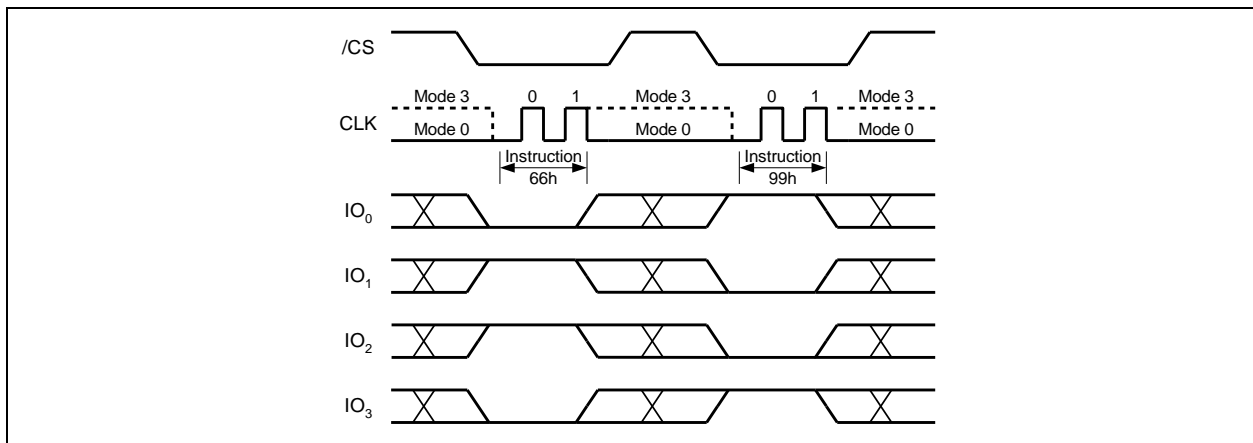 /CS
Mode 3 0 1 Mode 3 0 1 Mode 3
CLK
Mode 0 Mode 0 Mode 0
Instruction Instruction
66h 99h
IO0
IO1
IO2
IO3